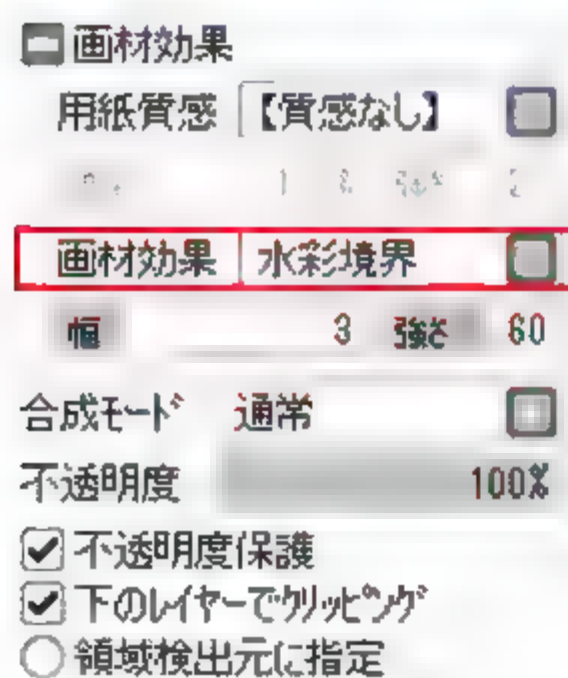 画材効果
用紙質感 【質感なし】
画材効果 水彩境界
幅 3 強さ 60
合成モード 通常
不透明度 100%
不透明度保護
下のレイヤーでクリッピング
領域検出元に指定